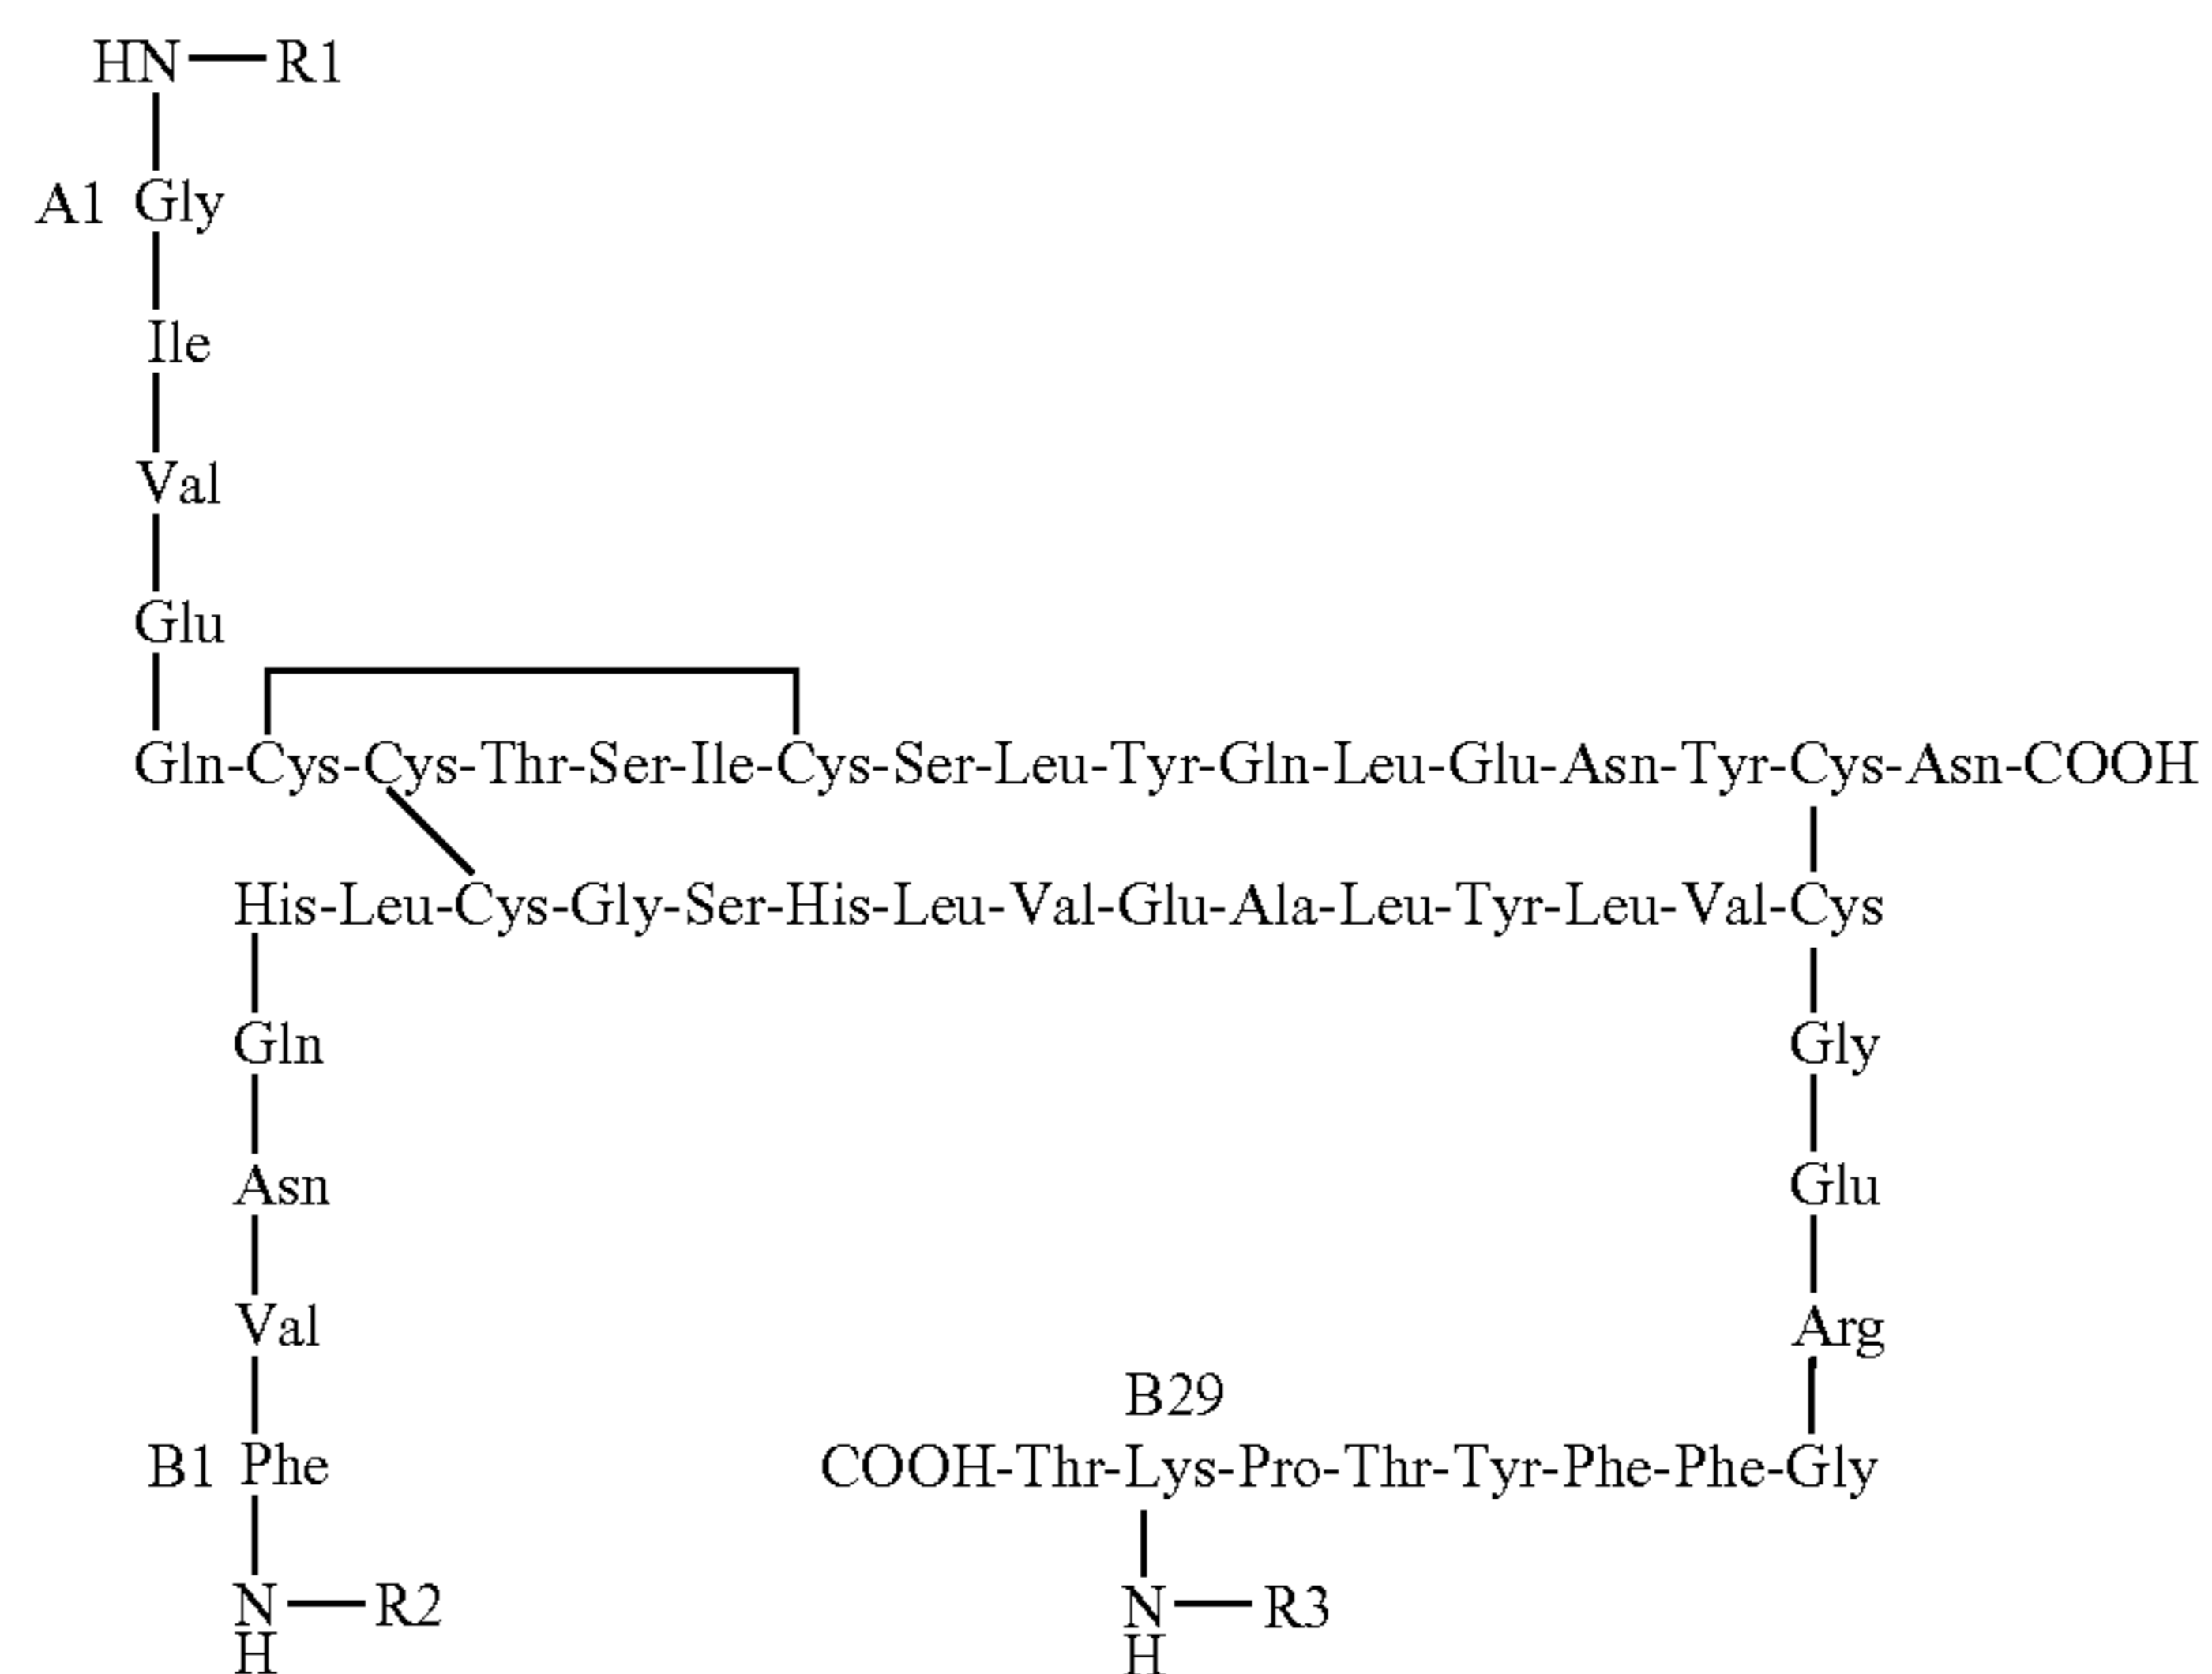 HN—R1
A1 Gly
Ile
Val
Glu
Gln-Cys-Cys-Thr-Ser-Ile-Cys-Ser-Leu-Tyr-Gln-Leu-Glu-Asn-Tyr-Cys-Asn-COOH
His-Leu-Cys-Gly-Ser-His-Leu-Val-Glu-Ala-Leu-Tyr-Leu-Val-Cys
Gln Gly
Asn Glu
Val Arg
B29
B1 Phe COOH-Thr-Lys-Pro-Thr-Tyr-Phe-Phe-Gly
N—R2 N—R3
H H